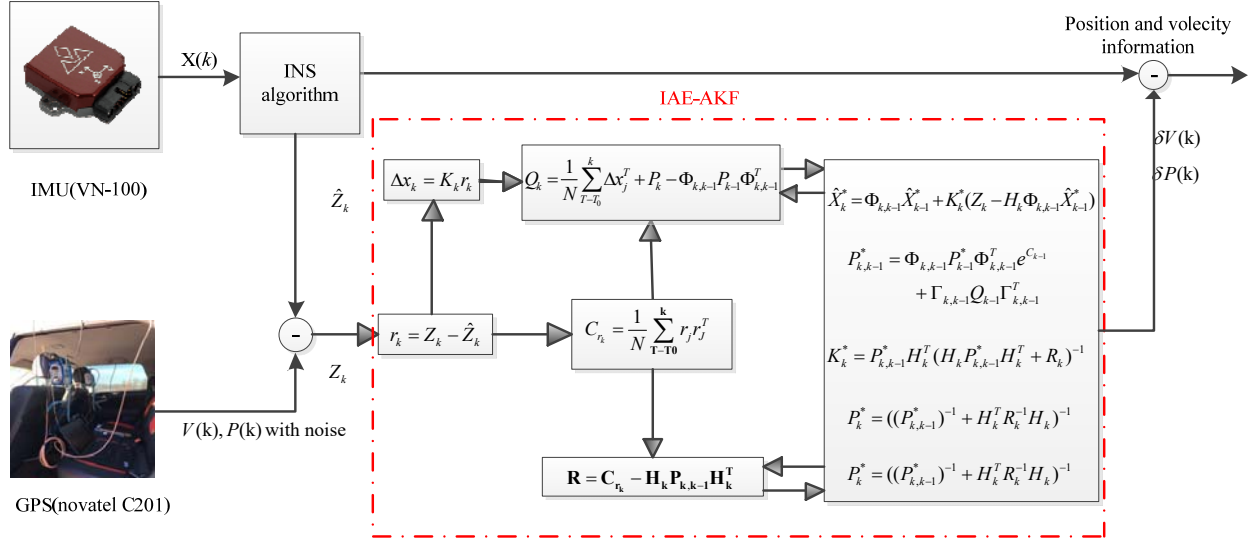 Position and volecity
information
X(k)
INS
algorithm
-
IAE-AKF
δV(k)
δP(k)
IMU(VN-100)
Ẑ_k
Δx_k = K_k r_k
Q_k = \frac{1}{N} \sum_{T-T_0}^{k} Δx_j^T + P_k − Φ_{k,k-1} P_{k-1} Φ_{k,k-1}^T
X̂_k^* = Φ_{k,k-1} X̂_{k-1}^* + K_k^* (Z_k − H_k Φ_{k,k-1} X̂_{k-1}^*)
P_{k,k-1}^* = Φ_{k,k-1} P_{k-1}^* Φ_{k,k-1}^T e^{C_{k-1}}
+ Γ_{k,k-1} Q_{k-1} Γ_{k,k-1}^T
-
r_k = Z_k − Ẑ_k
C_{r_k} = \frac{1}{N} \sum_{T-T0}^{k} r_j r_J^T
K_k^* = P_{k,k-1}^* H_k^T (H_k P_{k,k-1}^* H_k^T + R_k)^{-1}
Z_k
V(k), P(k) with noise
P_k^* = ((P_{k,k-1}^*)^{-1} + H_k^T R_k^{-1} H_k)^{-1}
R = C_{r_k} − H_k P_{k,k-1} H_k^T
P_k^* = ((P_{k,k-1}^*)^{-1} + H_k^T R_k^{-1} H_k)^{-1}
GPS(novatel C201)